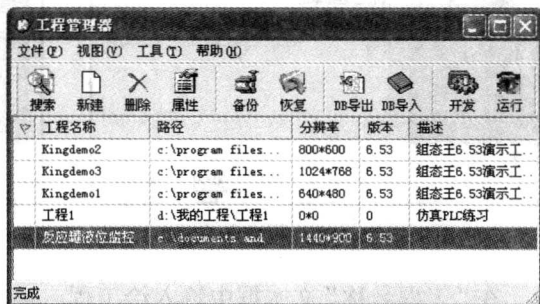 工程管理器
文件(F) 视图(V) 工具(T) 帮助(H)
搜索 新建 删除 属性 备份 恢复 DB导出 DB导入 开发 运行
工程名称 路径 分辨率 版本 描述
Kingdemo2 c:\program files... 800*600 6.53 组态王6.53演示工..
Kingdemo3 c:\program files... 1024*768 6.53 组态王6.53演示工..
Kingdemo1 c:\program files... 640*480 6.53 组态王6.53演示工..
工程1 d:\我的工程\工程1 0*0 0 仿真PLC练习
反应罐液位监控 c:\documents and 1440*900 6.53
完成